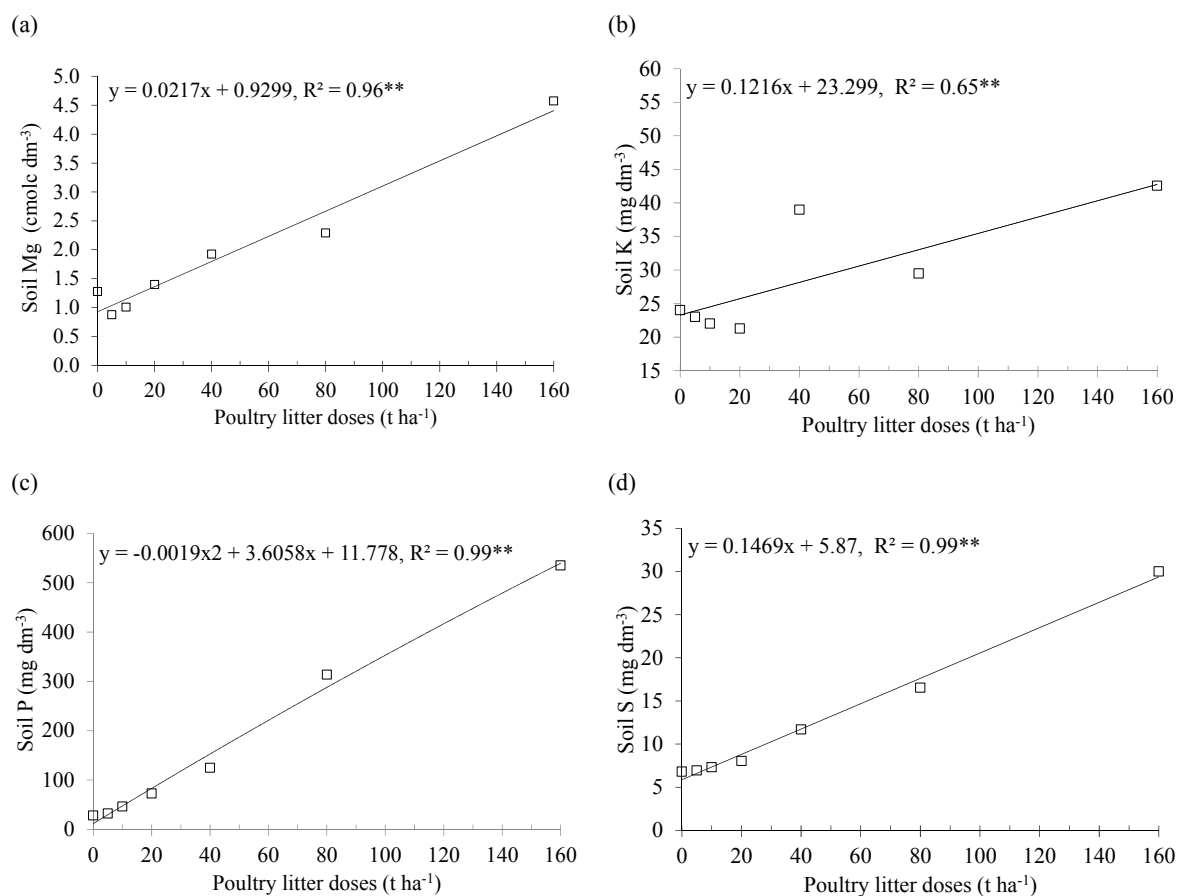 (a)
y = 0.0217x + 0.9299, R² = 0.96**
Soil Mg (cmolc dm⁻³)
5.0
4.5
4.0
3.5
3.0
2.5
2.0
1.5
1.0
0.5
0.0
0 20 40 60 80 100 120 140 160
Poultry litter doses (t ha⁻¹)
(b)
y = 0.1216x + 23.299, R² = 0.65**
Soil K (mg dm⁻³)
60
55
50
45
40
35
30
25
20
15
0 20 40 60 80 100 120 140 160
Poultry litter doses (t ha⁻¹)
(c)
y = -0.0019x2 + 3.6058x + 11.778, R² = 0.99**
Soil P (mg dm⁻³)
600
500
400
300
200
100
0
0 20 40 60 80 100 120 140 160
Poultry litter doses (t ha⁻¹)
(d)
y = 0.1469x + 5.87, R² = 0.99**
Soil S (mg dm⁻³)
35
30
25
20
15
10
5
0
0 20 40 60 80 100 120 140 160
Poultry litter doses (t ha⁻¹)